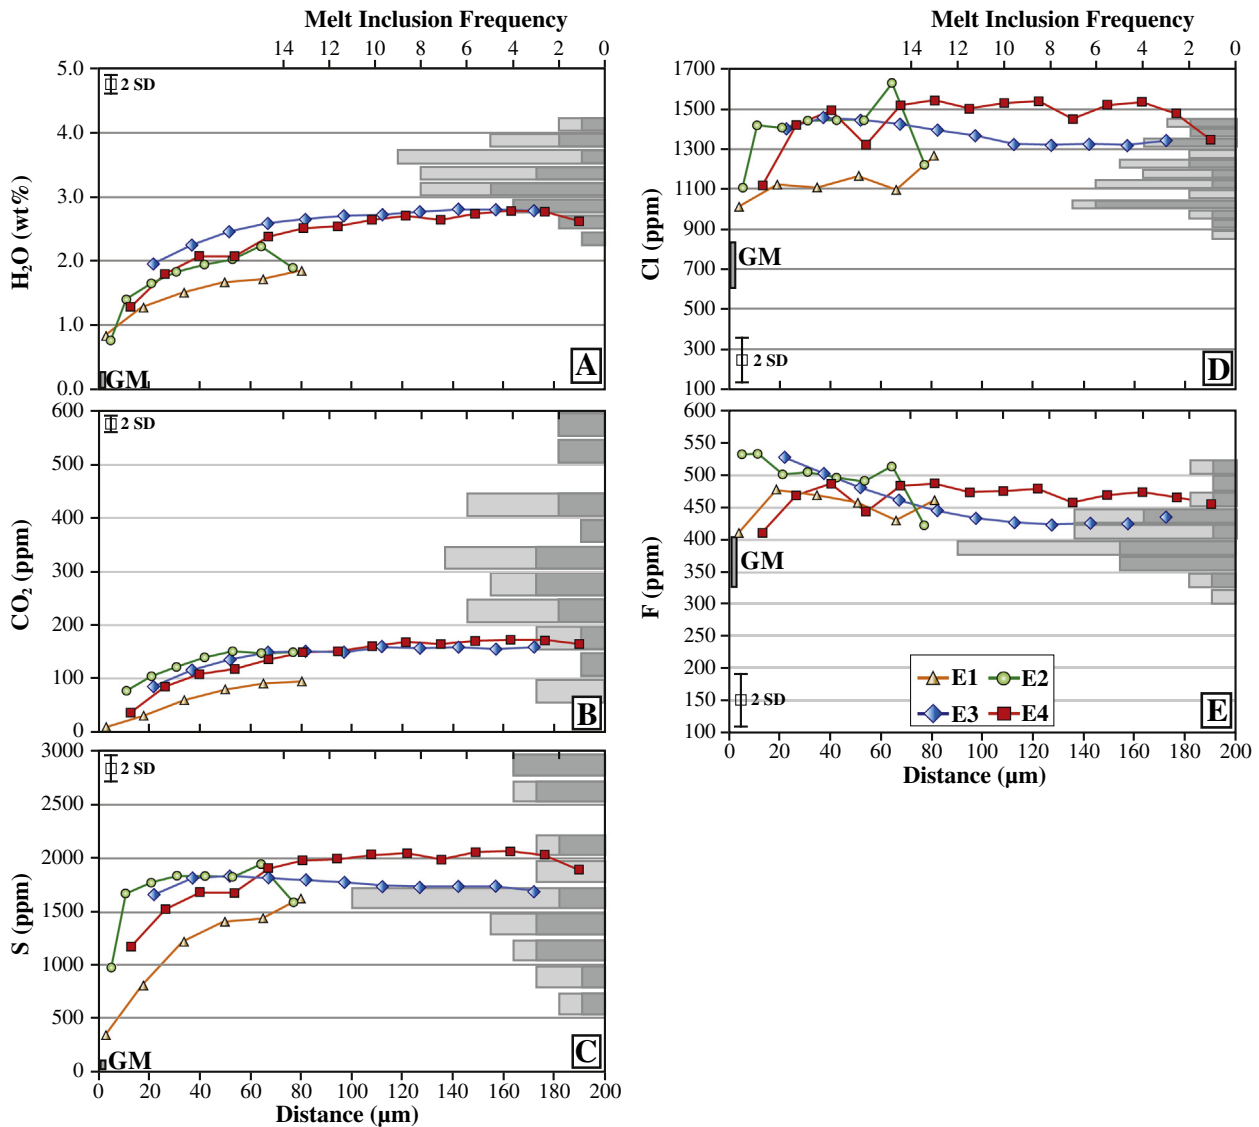 Melt Inclusion Frequency
14 12 10 8 6 4 2 0
5.0
4.0
3.0
2.0
1.0
0.0
H₂O (wt%)
2 SD
GM
A
600
500
400
300
200
100
0
CO₂ (ppm)
2 SD
B
3000
2500
2000
1500
1000
500
0
S (ppm)
2 SD
GM
C
0 20 40 60 80 100 120 140 160 180 200
Distance (µm)
Melt Inclusion Frequency
14 12 10 8 6 4 2 0
1700
1500
1300
1100
900
700
500
300
100
Cl (ppm)
GM
2 SD
D
600
550
500
450
400
350
300
250
200
150
100
F (ppm)
GM
2 SD
E1 E2
E3 E4
E
0 20 40 60 80 100 120 140 160 180 200
Distance (µm)